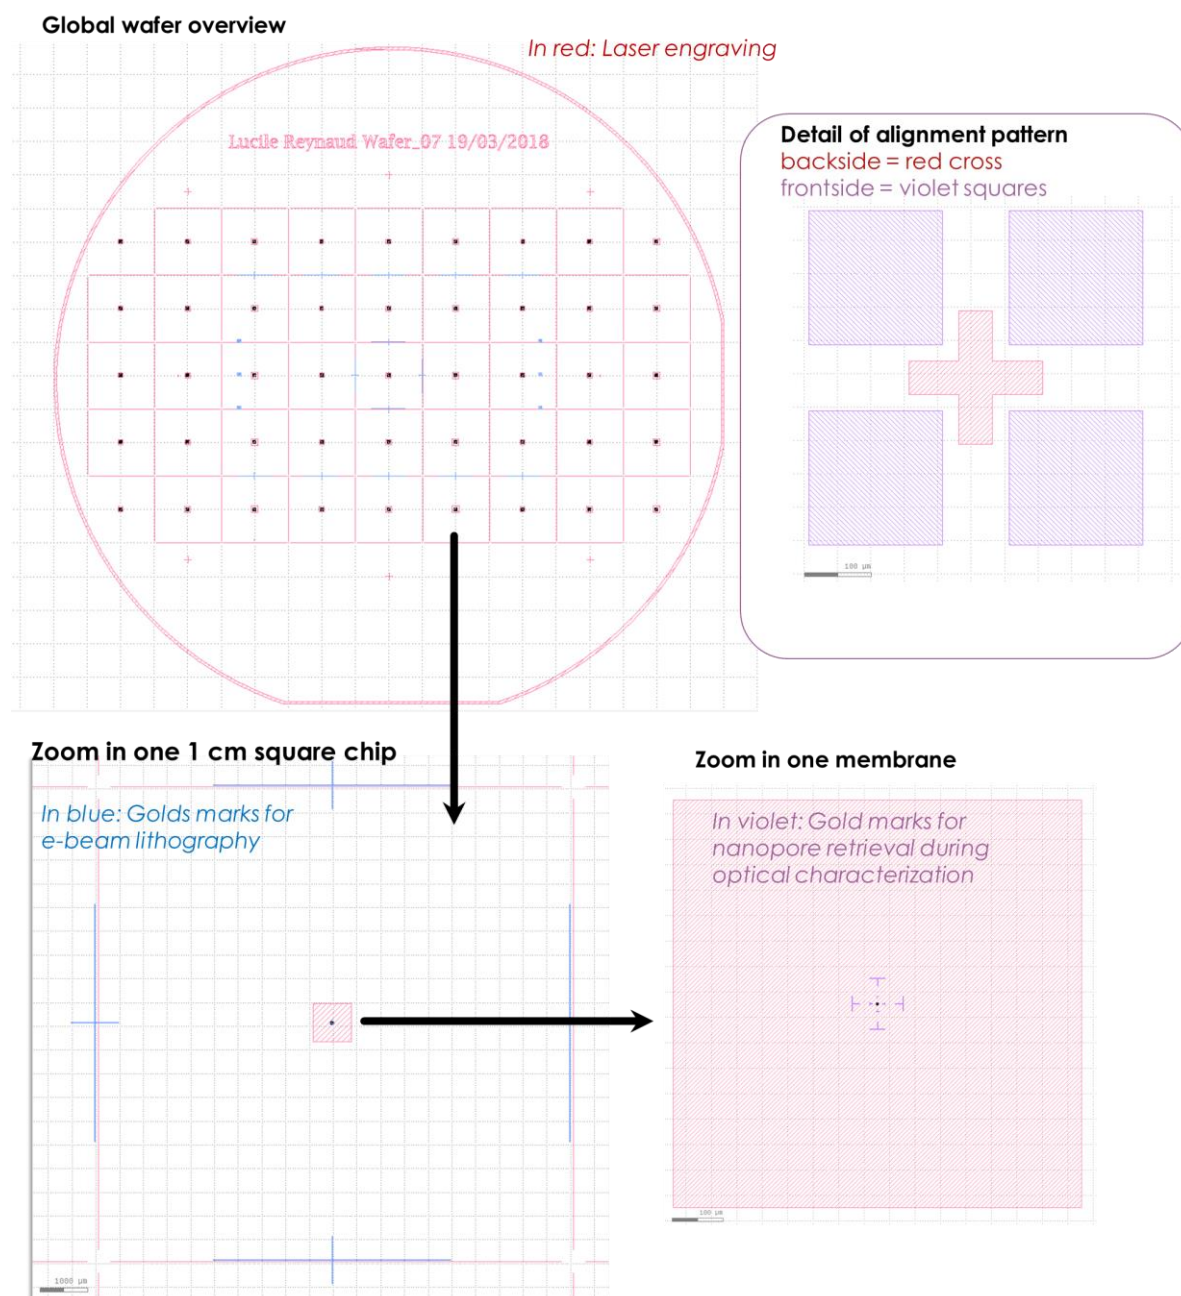 Global wafer overview
In red: Laser engraving
Lucile Reynaud Wafer_07 19/03/2018
Detail of alignment pattern
backside = red cross
frontside = violet squares
100 µm
Zoom in one 1 cm square chip
In blue: Golds marks for
e-beam lithography
1000 µm
Zoom in one membrane
In violet: Gold marks for
nanopore retrieval during
optical characterization
100 µm